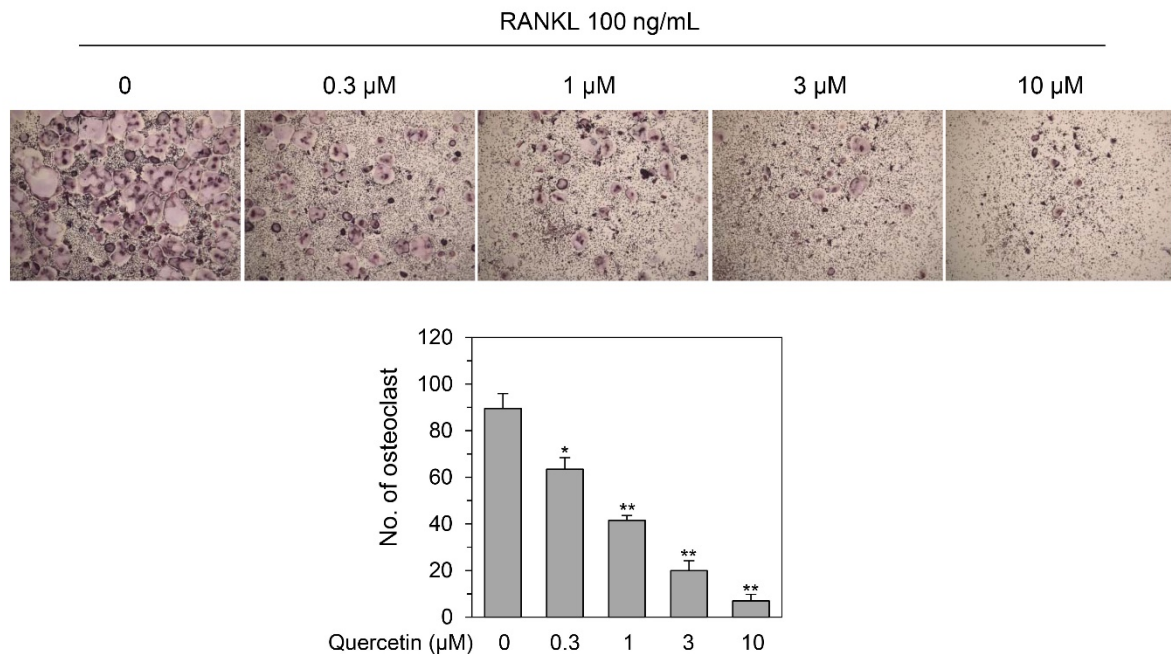 RANKL 100 ng/mL
0 0.3 µM 1 µM 3 µM 10 µM
120
100
80
60
40
20
0
No. of osteoclast
*
**
**
**
Quercetin (µM) 0 0.3 1 3 10